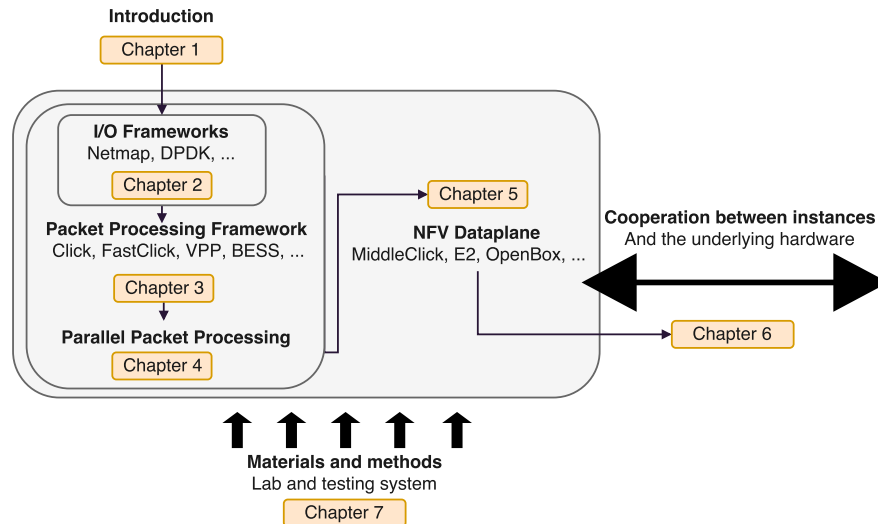 Introduction
Chapter 1
I/O Frameworks
Netmap, DPDK, ...
Chapter 2
Packet Processing Framework
Click, FastClick, VPP, BESS, ...
Chapter 3
Parallel Packet Processing
Chapter 4
Chapter 5
NFV Dataplane
MiddleClick, E2, OpenBox, ...
Cooperation between instances
And the underlying hardware
Chapter 6
Materials and methods
Lab and testing system
Chapter 7